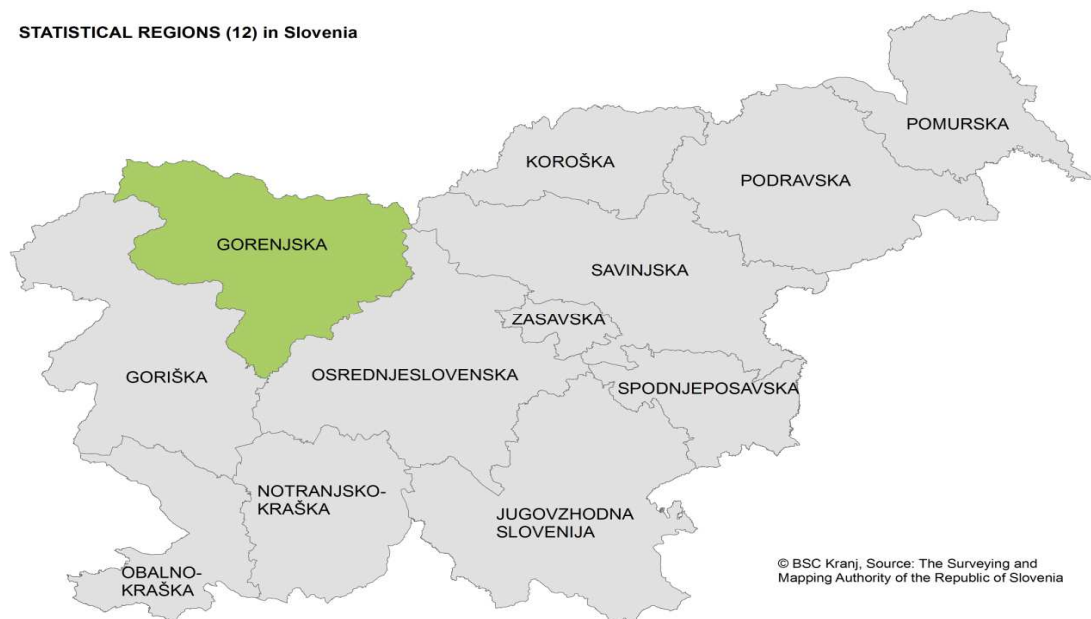 STATISTICAL REGIONS (12) in Slovenia
POMURSKA
KOROŠKA
PODRAVSKA
GORENJSKA
SAVINJSKA
ZASAVSKA
GORIŠKA
OSREDNJESLOVENSKA
SPODNJEPOSAVSKA
NOTRANJSKO-
KRAŠKA
JUGOVZHODNA
SLOVENIJA
OBALNO-
KRAŠKA
© BSC Kranj, Source: The Surveying and
Mapping Authority of the Republic of Slovenia